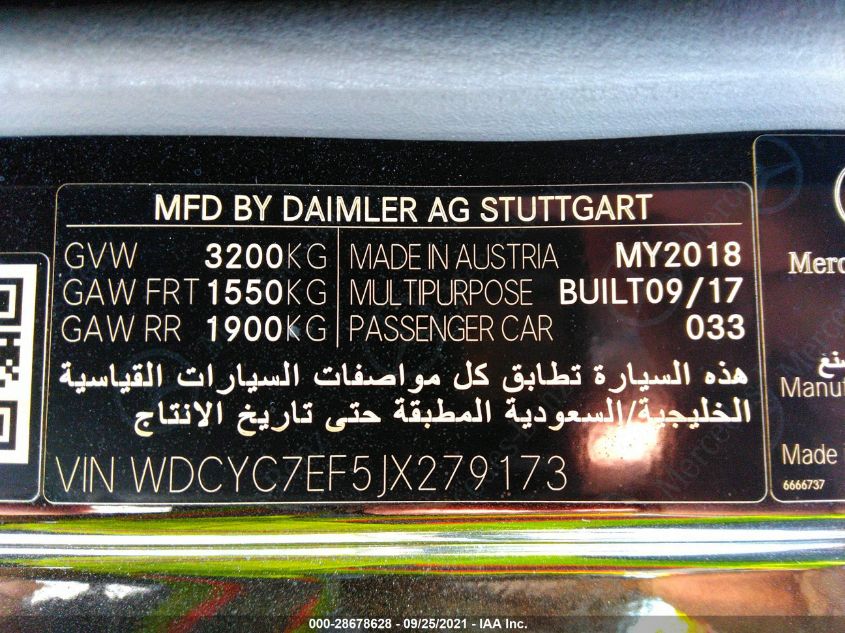 MFD BY DAIMLER AG STUTTGART
GVW 3200KG MADE IN AUSTRIA MY2018
GAW FRT 1550KG MULTIPURPOSE BUILT09/17
GAW RR 1900KG PASSENGER CAR 033
هذه السيارة تطابق كل مواصفات السيارات القياسية
الخليجية/السعودية المطبقة حتى تاريخ الانتاج
VIN WDCYC7EF5JX279173
Made
6666737
000-28678628 - 09/25/2021 - IAA Inc.